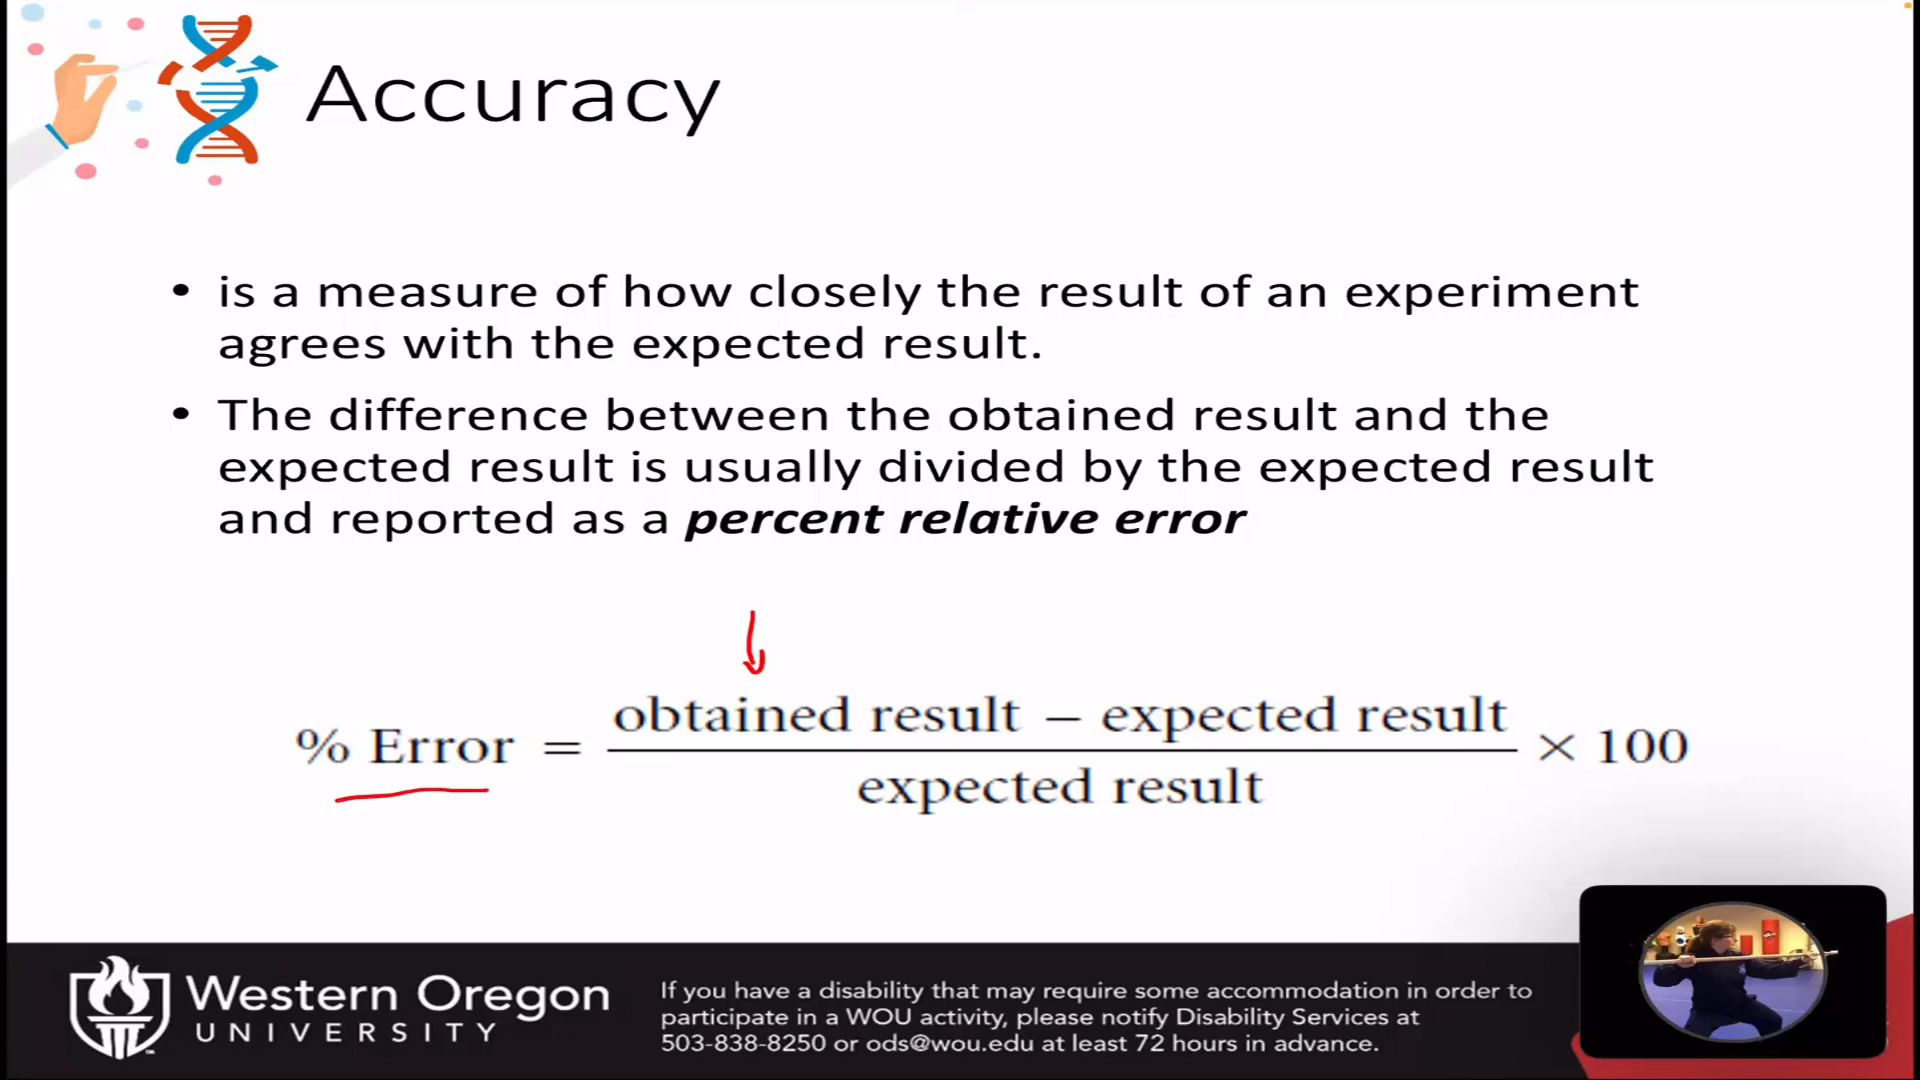 Accuracy
• is a measure of how closely the result of an experiment
agrees with the expected result.
• The difference between the obtained result and the
expected result is usually divided by the expected result
and reported as a percent relative error
% Error = obtained result – expected result / expected result × 100
Western Oregon
UNIVERSITY
If you have a disability that may require some accommodation in order to
participate in a WOU activity, please notify Disability Services at
503-838-8250 or ods@wou.edu at least 72 hours in advance.